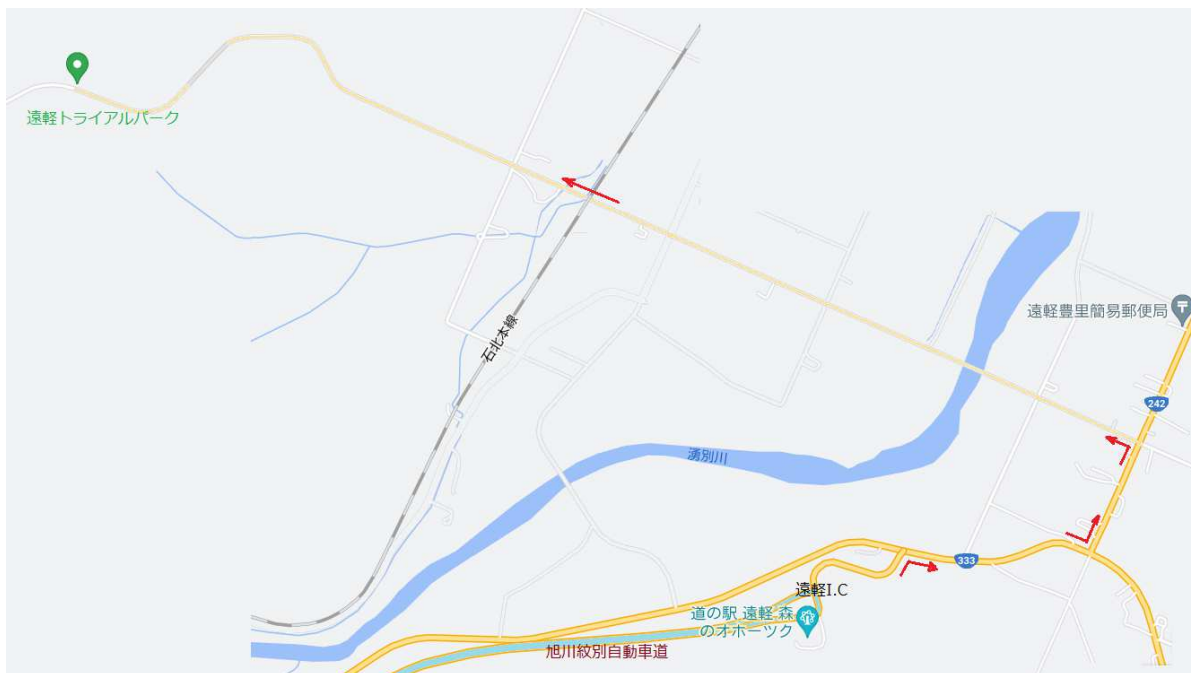 遠軽トライアルパーク
遠軽豊里簡易郵便局
〒
石北本線
242
湧別川
333
遠軽I.C
道の駅 遠軽 森
のオホーツク
旭川紋別自動車道